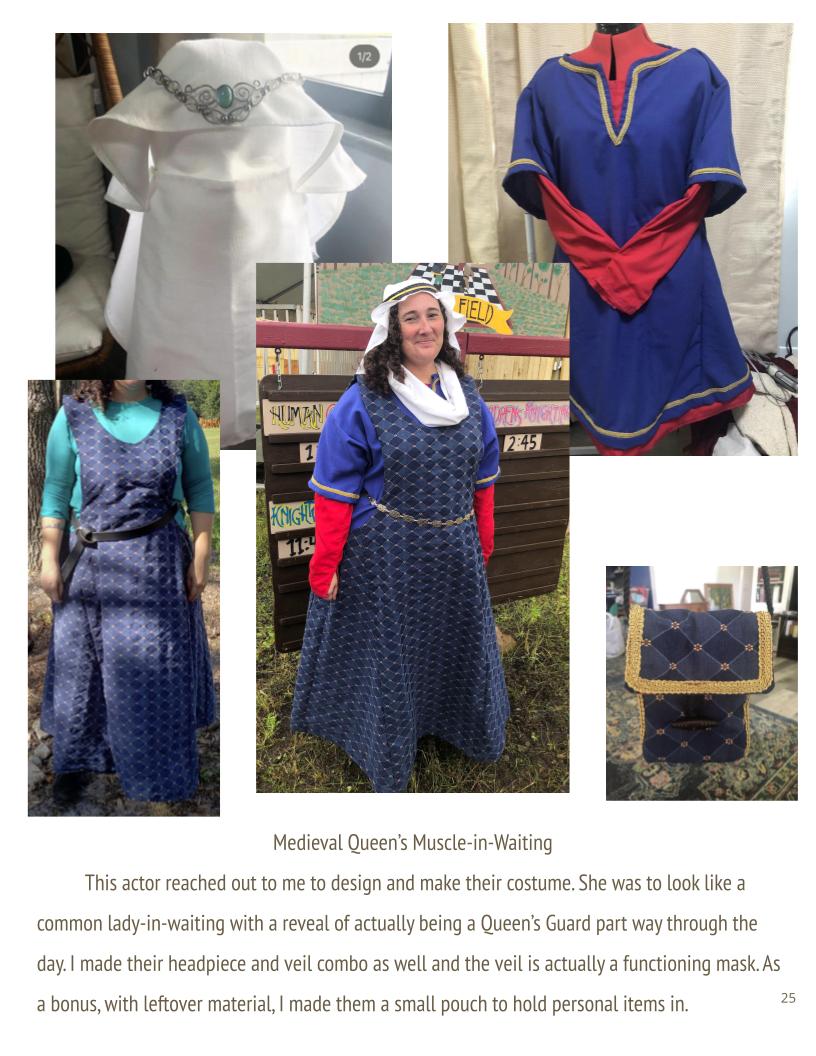 1/2
FIELD
HUMAN
2:45
KNIGHT
Medieval Queen's Muscle-in-Waiting
This actor reached out to me to design and make their costume. She was to look like a
common lady-in-waiting with a reveal of actually being a Queen's Guard part way through the
day. I made their headpiece and veil combo as well and the veil is actually a functioning mask. As
a bonus, with leftover material, I made them a small pouch to hold personal items in.
25